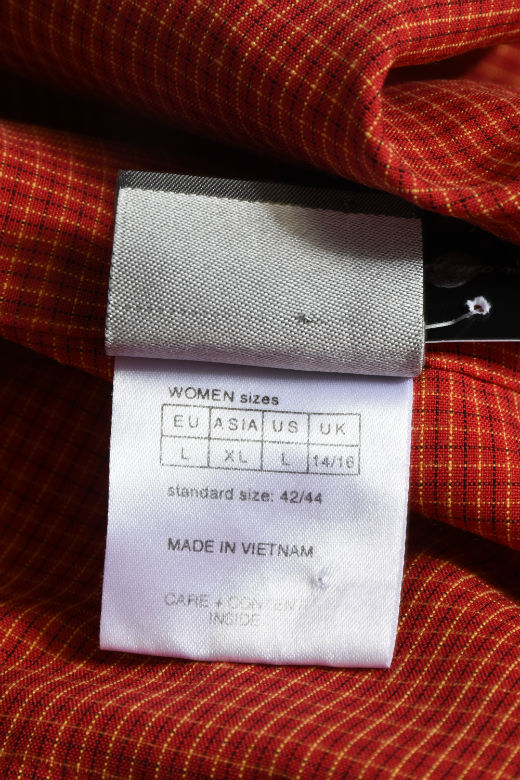 WOMEN sizes
EU ASIA US UK
L XL L 14/16
standard size: 42/44
MADE IN VIETNAM
CARE + CONTENT
INSIDE